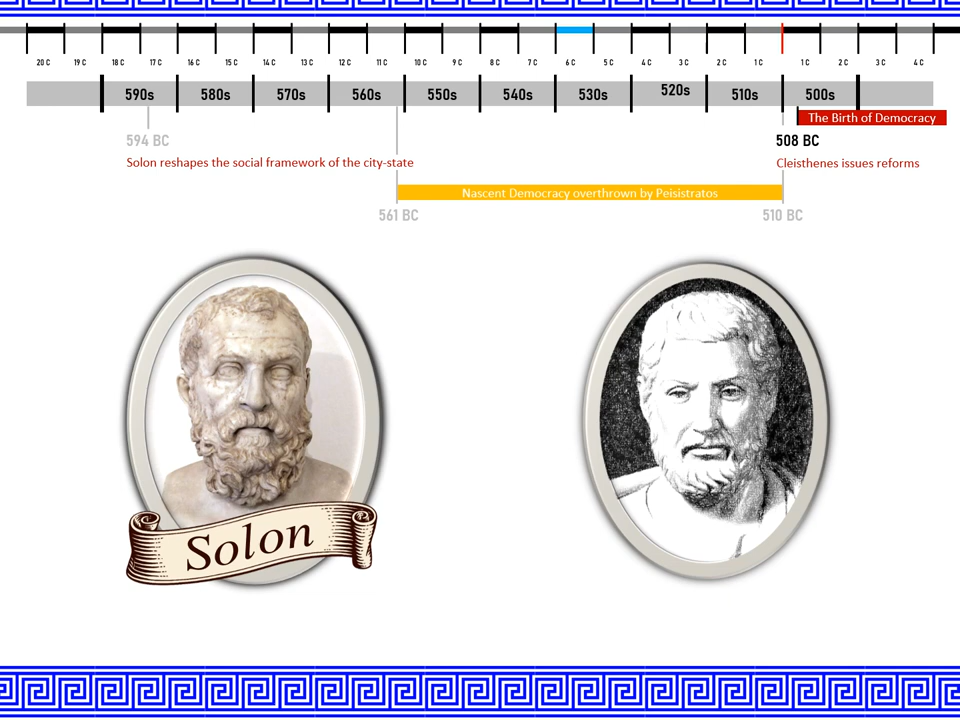 20 C 19 C 18 C 17 C 16 C 15 C 14 C 13 C 12 C 11 C 10 C 9 C 8 C 7 C 6 C 5 C 4 C 3 C 2 C 1 C 1 C 2 C 3 C 4 C
590s 580s 570s 560s 550s 540s 530s 520s 510s 500s
The Birth of Democracy
594 BC
508 BC
Solon reshapes the social framework of the city-state
Cleisthenes issues reforms
Nascent Democracy overthrown by Peisistratos
561 BC
510 BC
Solon